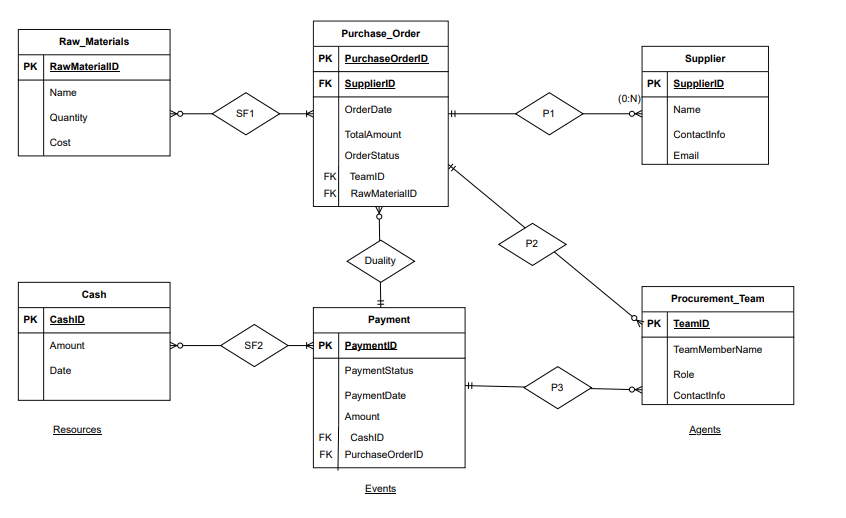 Raw_Materials
PK RawMaterialID
Name
Quantity
Cost
SF1
Purchase_Order
PK PurchaseOrderID
FK SupplierID
OrderDate
TotalAmount
OrderStatus
FK TeamID
FK RawMaterialID
P1
(0:N)
Supplier
PK SupplierID
Name
ContactInfo
Email
Duality
P2
Cash
PK CashID
Amount
Date
SF2
Payment
PK PaymentID
PaymentStatus
PaymentDate
Amount
FK CashID
FK PurchaseOrderID
P3
Procurement_Team
PK TeamID
TeamMemberName
Role
ContactInfo
Resources
Agents
Events